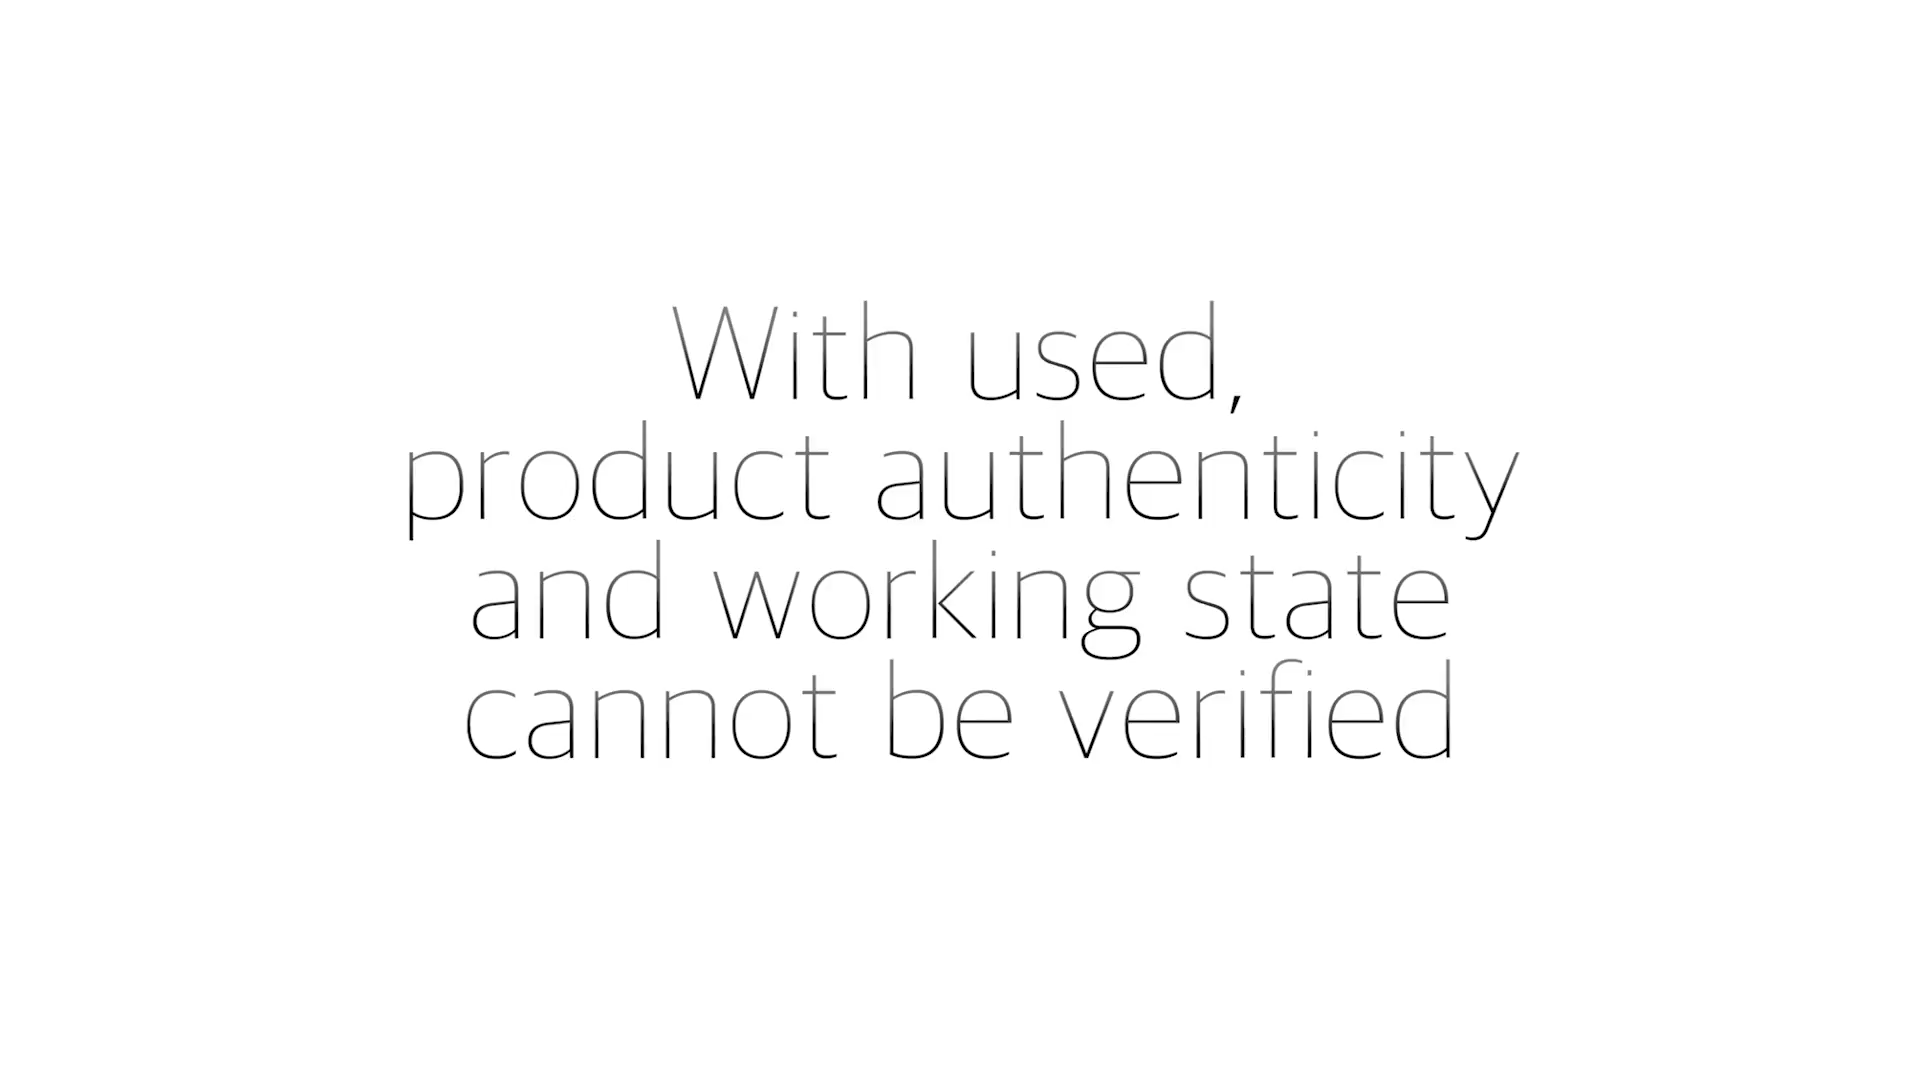 With used,
product authenticity
and working state
cannot be verified